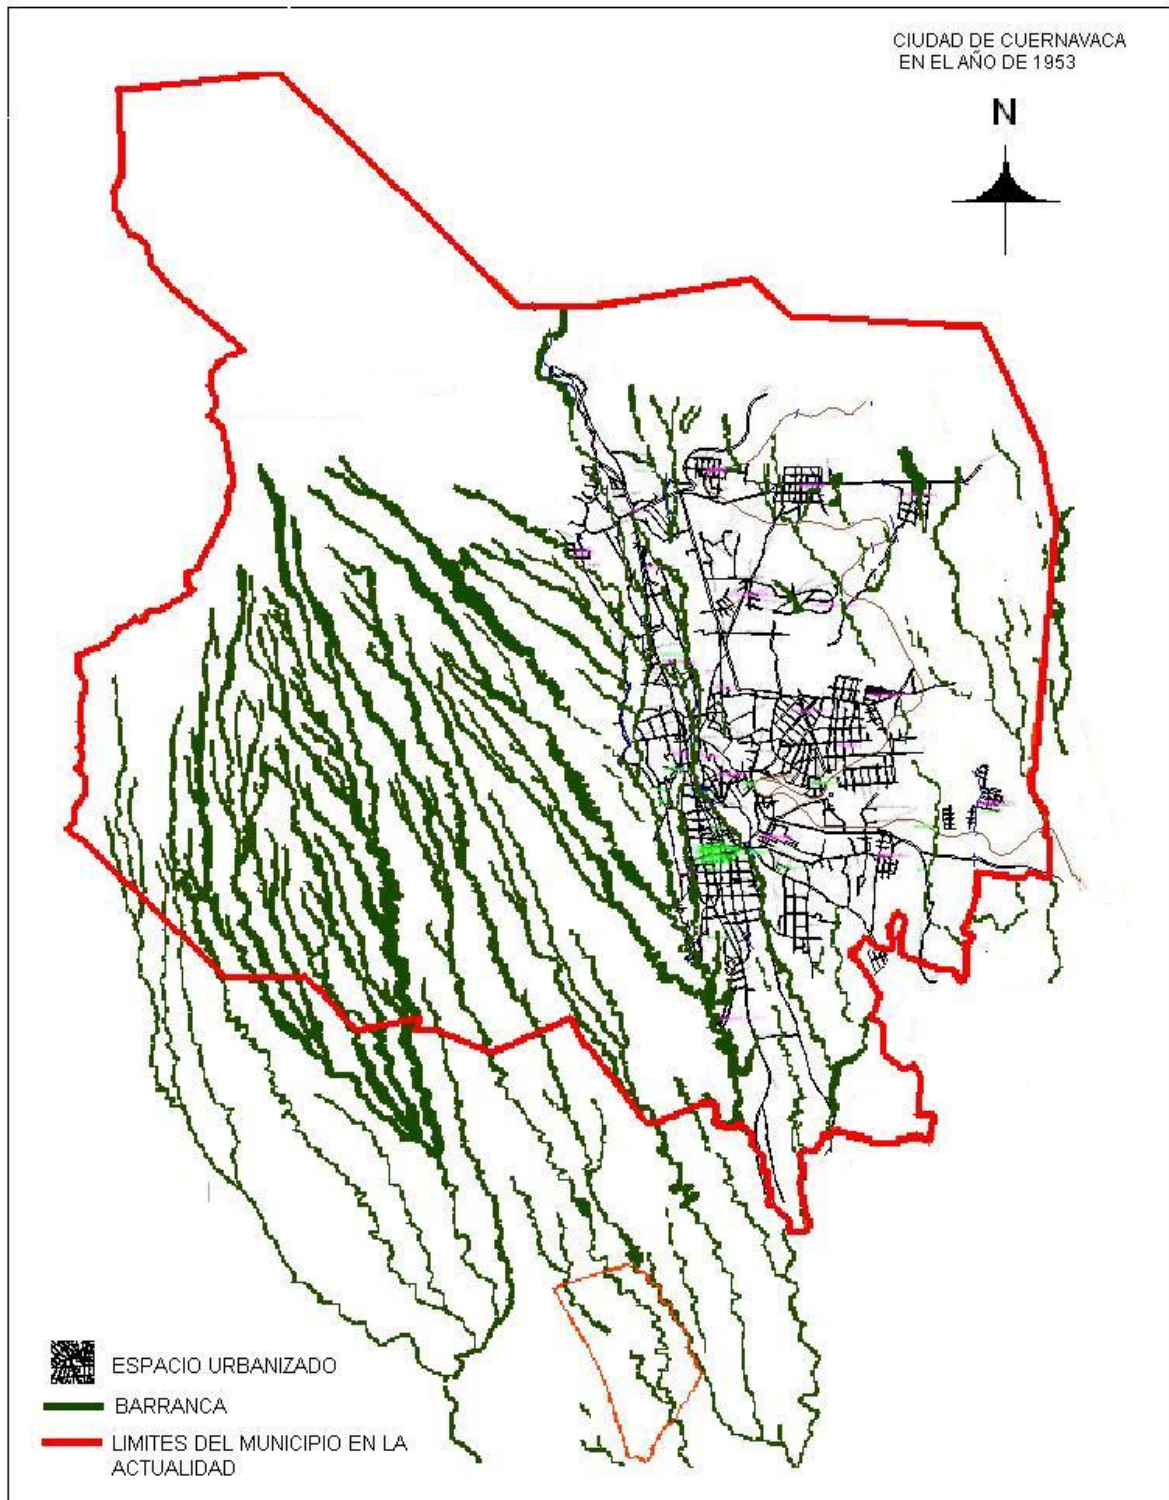 CIUDAD DE CUERNAVACA
EN EL AÑO DE 1953
N
ESPACIO URBANIZADO
BARRANCA
LIMITES DEL MUNICIPIO EN LA
ACTUALIDAD